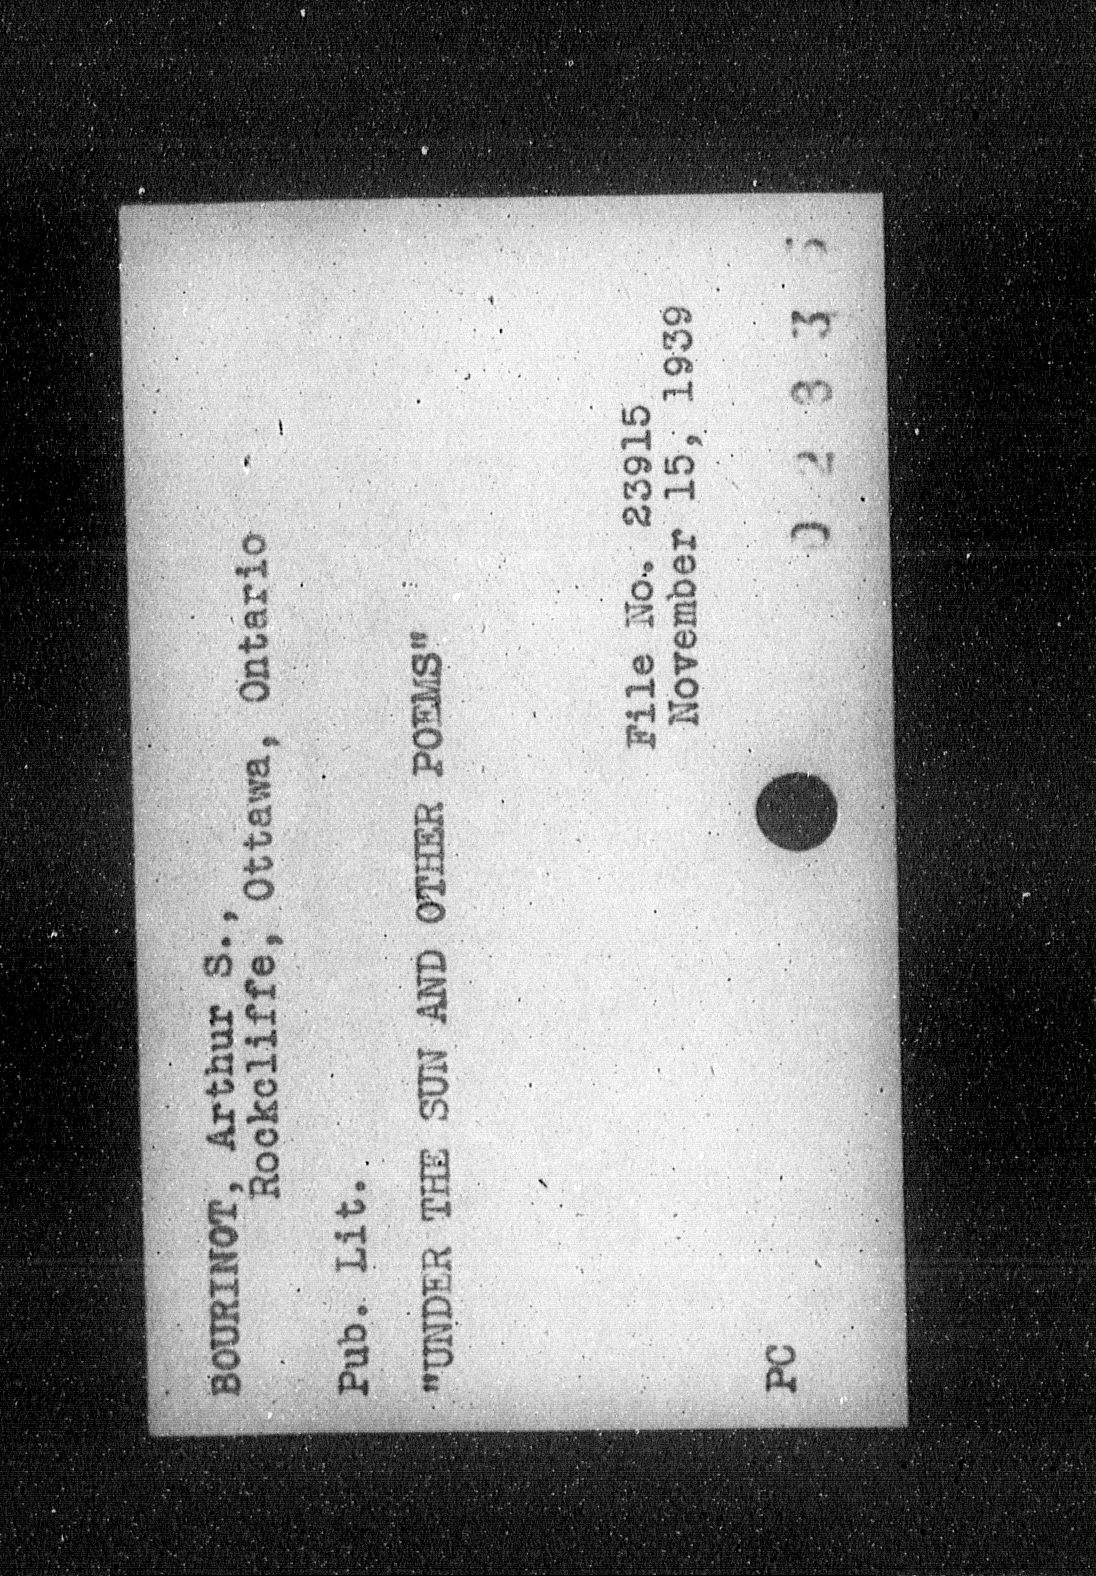 BOURINOT, Arthur S.,
Rockcliffe, Ottawa, Ontario
Pub. Lit.
"UNDER THE SUN AND OTHER POEMS"
File No. 23915
November 15, 1939
PC